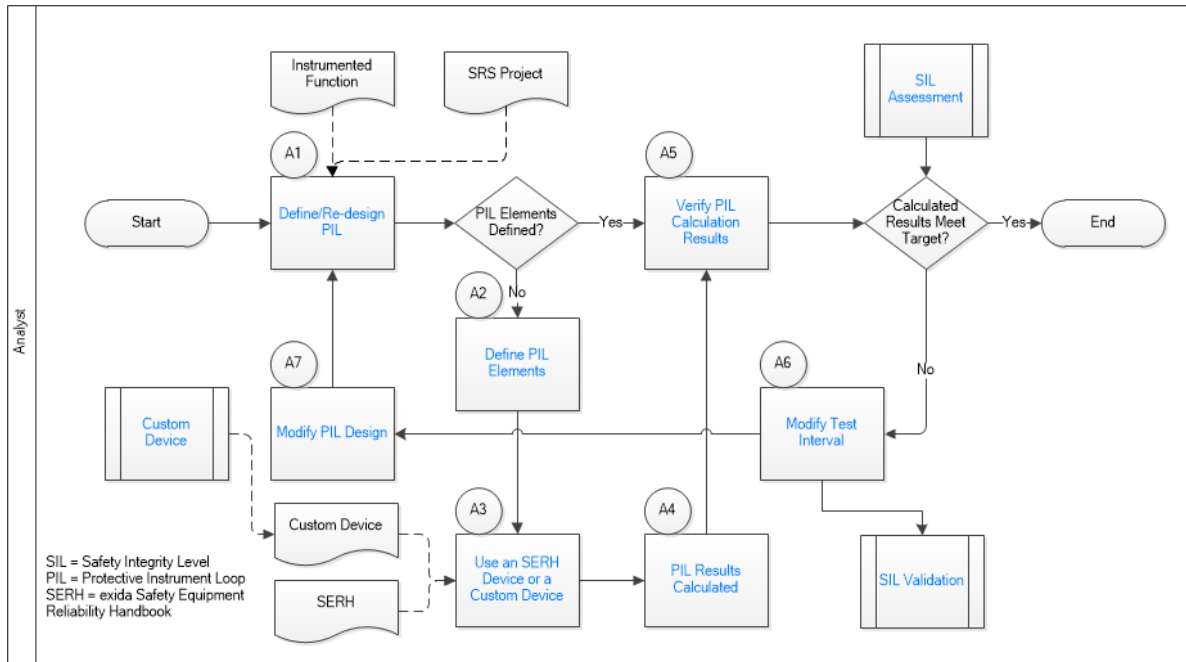 Analyst
Instrumented
Function
SRS Project
SIL
Assessment
A1
A5
Start
Define/Re-design
PIL
PIL Elements
Defined?
Yes
Verify PIL
Calculation
Results
Calculated
Results Meet
Target?
Yes
End
No
A2
Define PIL
Elements
No
A7
A6
Custom
Device
Modify PIL Design
Modify Test
Interval
A3
A4
Custom Device
Use an SERH
Device or a
Custom Device
PIL Results
Calculated
SIL Validation
SERH
SIL = Safety Integrity Level
PIL = Protective Instrument Loop
SERH = exida Safety Equipment
Reliability Handbook